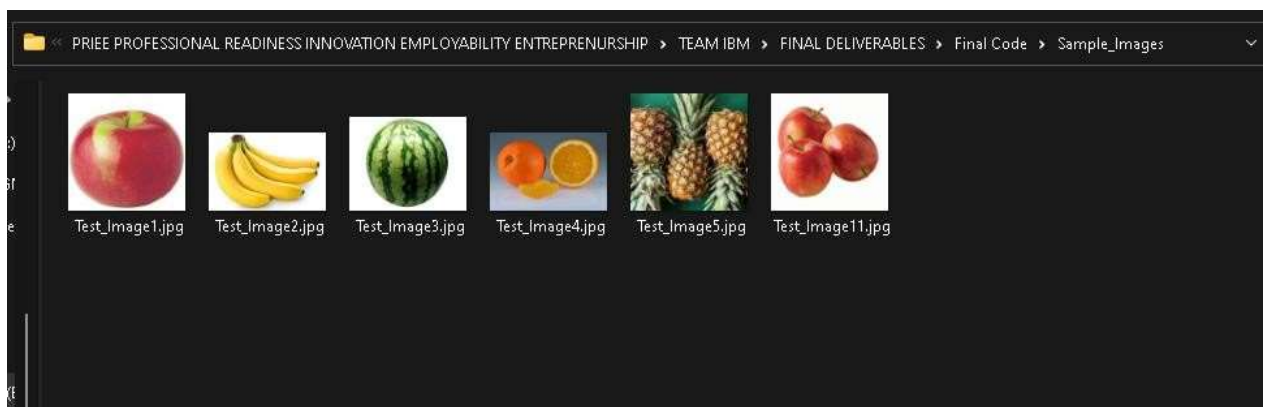 PRIEE PROFESSIONAL READINESS INNOVATION EMPLOYABILITY ENTREPRENURSHIP > TEAM IBM > FINAL DELIVERABLES > Final Code > Sample_Images
Test_Image1.jpg Test_Image2.jpg Test_Image3.jpg Test_Image4.jpg Test_Image5.jpg Test_Image11.jpg